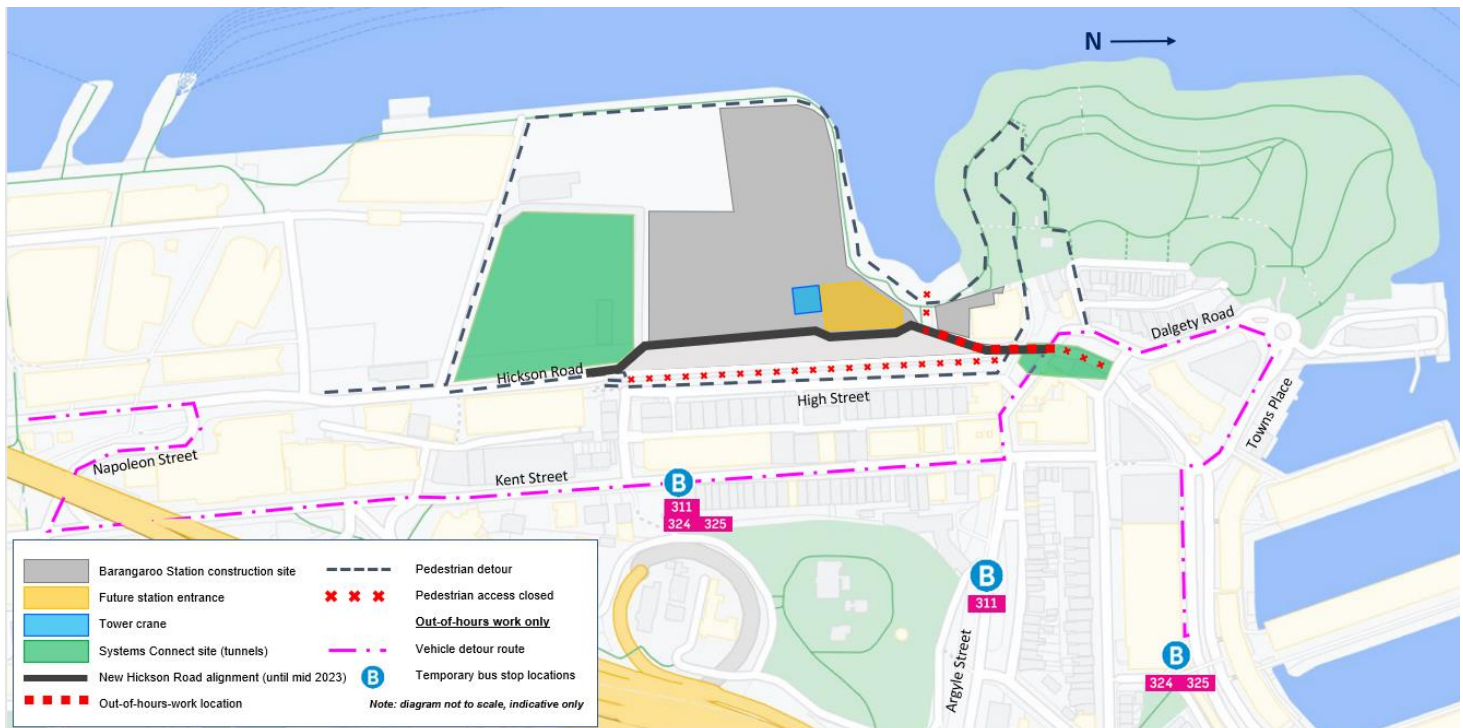 N
Dalgety Road
Hickson Road
High Street
Towns Place
Napoleon Street
Kent Street
B
311
324 325
B
311
Argyle Street
B
324 325
Barangaroo Station construction site
Future station entrance
Tower crane
Systems Connect site (tunnels)
New Hickson Road alignment (until mid 2023)
Out-of-hours-work location
Pedestrian detour
Pedestrian access closed
Out-of-hours work only
Vehicle detour route
B Temporary bus stop locations
Note: diagram not to scale, indicative only